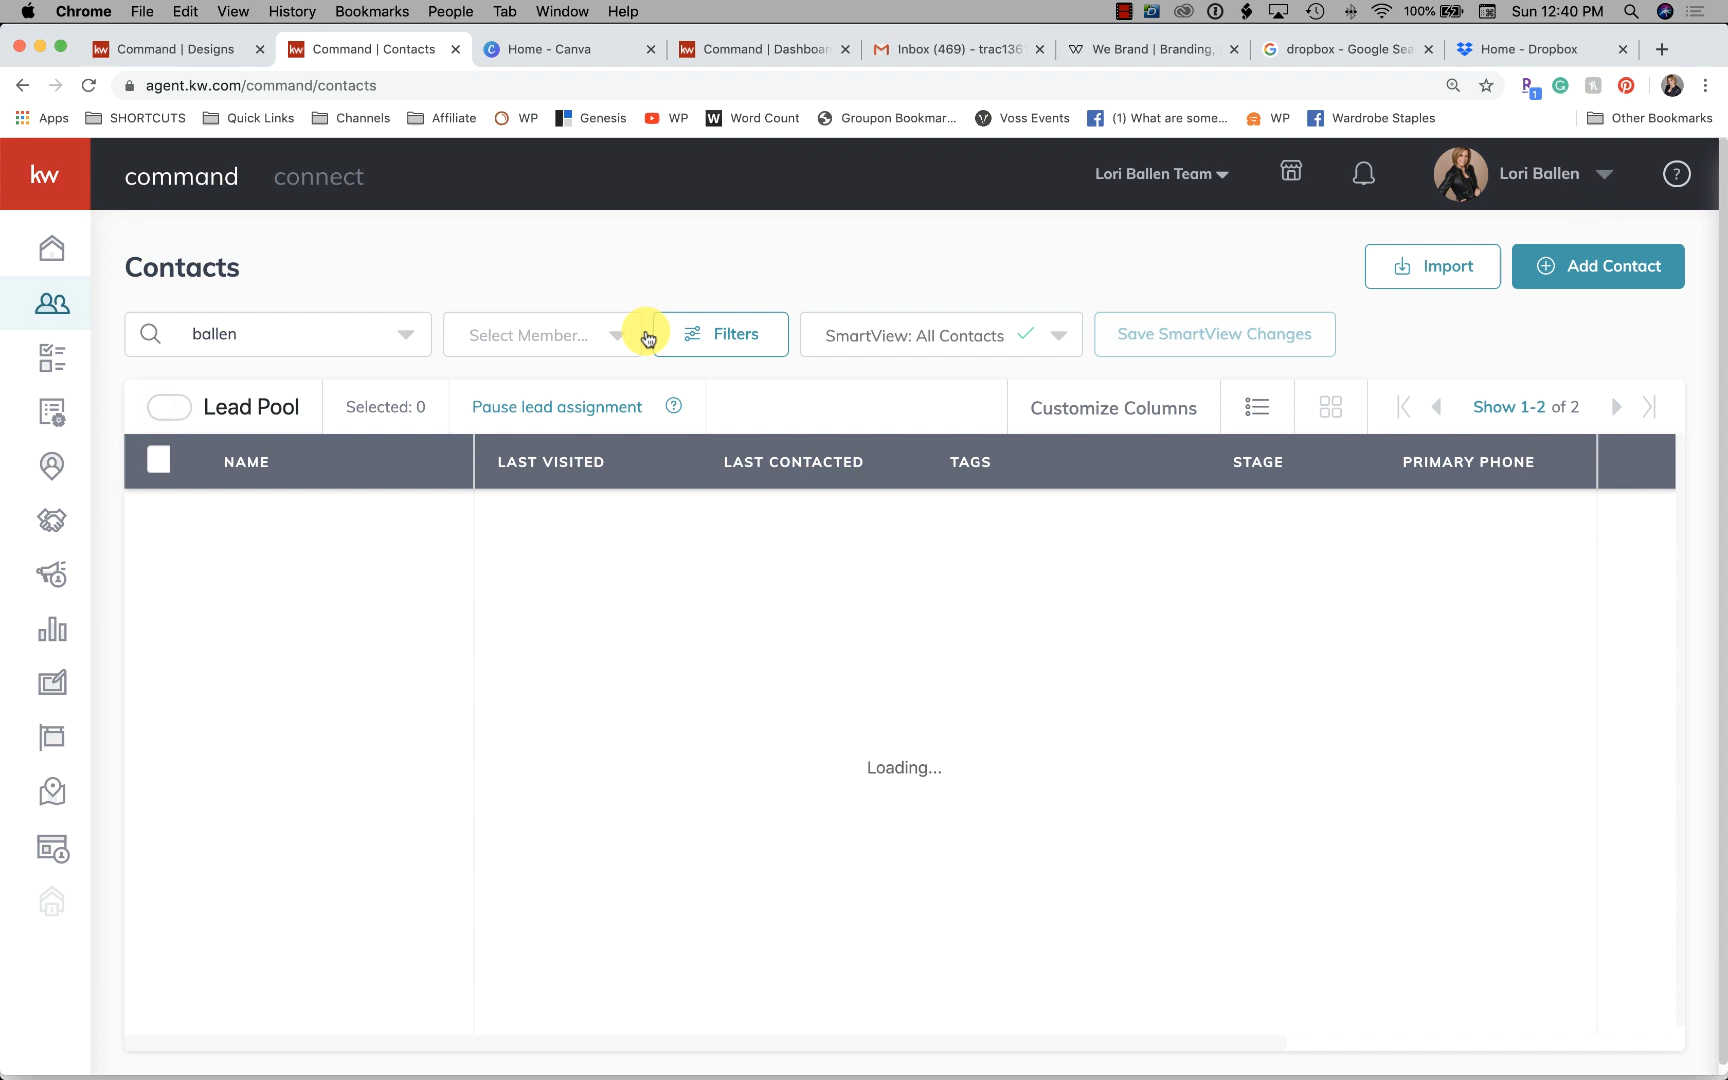 Chrome File Edit View History Bookmarks People Tab Window Help 100% Sun 12:40 PM
Command | Designs Command | Contacts Home - Canva Command | Dashboar Inbox (469) - trac136 We Brand | Branding, dropbox - Google Sea Home - Dropbox
agent.kw.com/command/contacts
Apps SHORTCUTS Quick Links Channels Affiliate WP Genesis WP Word Count Groupon Bookmar... Voss Events (1) What are some... WP Wardrobe Staples Other Bookmarks
kw command connect Lori Ballen Team Lori Ballen ?
Contacts Import Add Contact
ballen Select Member... Filters SmartView: All Contacts Save SmartView Changes
Lead Pool Selected: 0 Pause lead assignment ? Customize Columns Show 1-2 of 2
NAME LAST VISITED LAST CONTACTED TAGS STAGE PRIMARY PHONE
Loading...